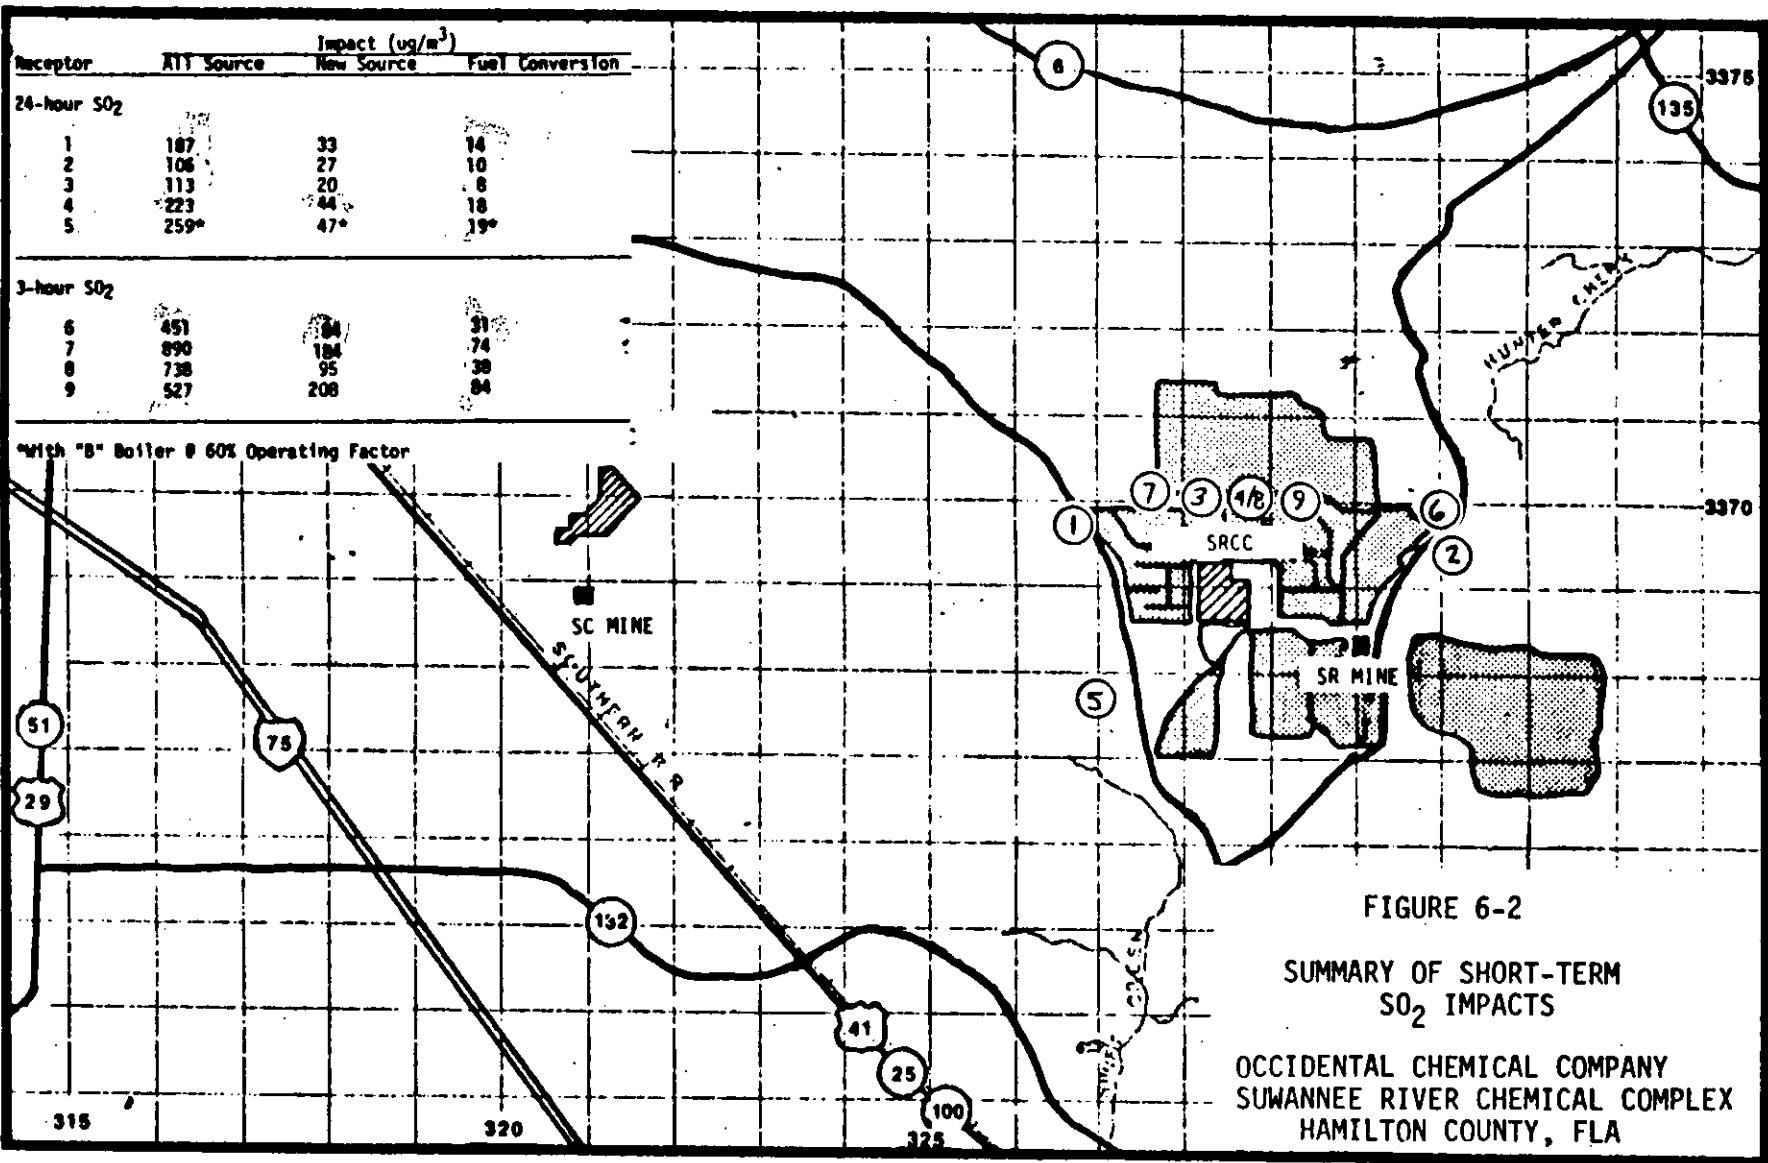 Impact (ug/m3)
Receptor All Source New Source Fuel Conversion
24-hour SO2
1 187 33 14
2 106 27 10
3 113 20 8
4 223 44 18
5 259* 47* 19*
3-hour SO2
6 451 84 31
7 890 184 74
8 738 95 38
9 527 208 84
*With "B" Boiler @ 60% Operating Factor
6
135
3375
HUNTER CREEK
7 3 4/8 9 6
1
3370
SRCC
2
SC MINE
SOUTHERN R R
SR MINE
5
51
75
29
132
41
25
100
315
320
325
FIGURE 6-2
SUMMARY OF SHORT-TERM
SO2 IMPACTS
OCCIDENTAL CHEMICAL COMPANY
SUWANNEE RIVER CHEMICAL COMPLEX
HAMILTON COUNTY, FLA